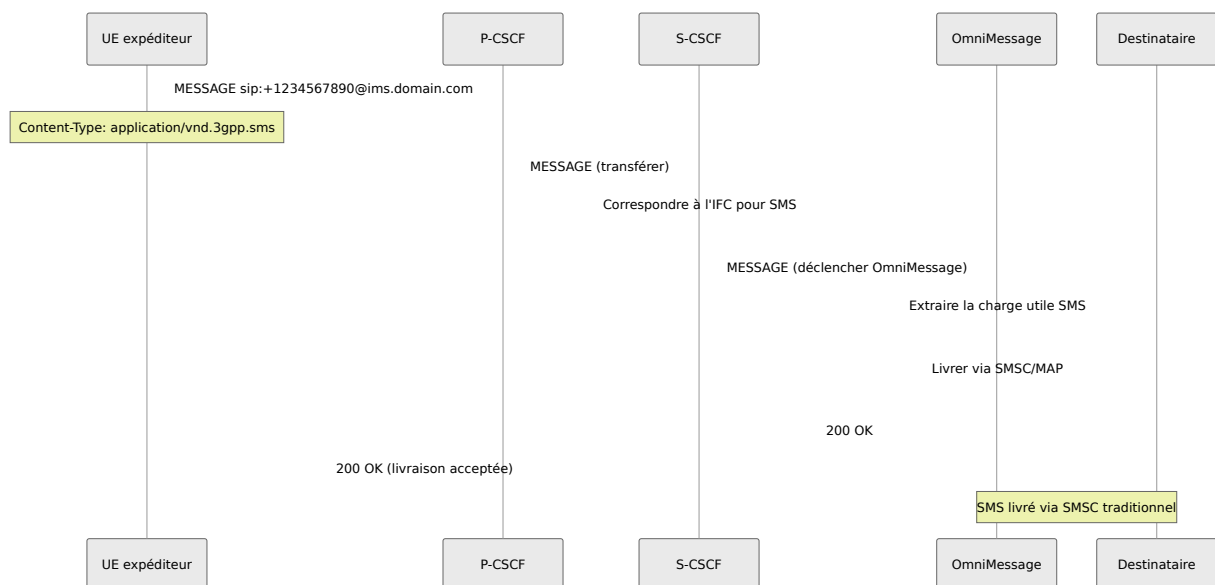 UE expéditeur
P-CSCF
S-CSCF
OmniMessage
Destinataire
MESSAGE sip:+1234567890@ims.domain.com
Content-Type: application/vnd.3gpp.sms
MESSAGE (transférer)
Correspondre à l'IFC pour SMS
MESSAGE (déclencher OmniMessage)
Extraire la charge utile SMS
Livrer via SMSC/MAP
200 OK
200 OK (livraison acceptée)
SMS livré via SMSC traditionnel
UE expéditeur
P-CSCF
S-CSCF
OmniMessage
Destinataire